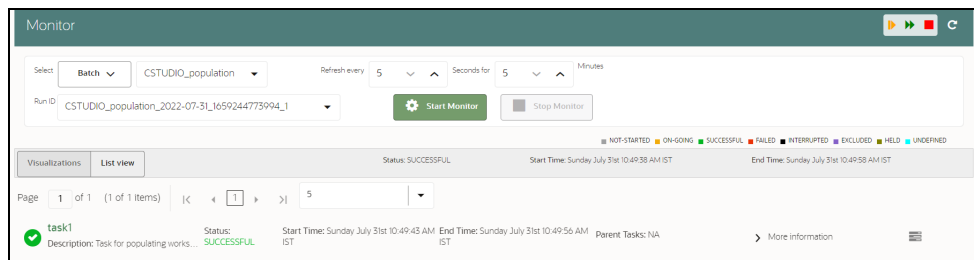 Monitor
Select Batch CSTUDIO_population Refresh every 5 Seconds for 5 Minutes
Run ID CSTUDIO_population_2022-07-31_1659244773994_1 Start Monitor Stop Monitor
NOT-STARTED ON-GOING SUCCESSFUL FAILED INTERRUPTED EXCLUDED HELD UNDEFINED
Visualizations List view Status: SUCCESSFUL Start Time: Sunday July 31st 10:49:38 AM IST End Time: Sunday July 31st 10:49:58 AM IST
Page 1 of 1 (1 of 1 items) 1 5
task1
Description: Task for populating works...
Status:
SUCCESSFUL
Start Time: Sunday July 31st 10:49:43 AM
IST
End Time: Sunday July 31st 10:49:56 AM
IST
Parent Tasks: NA
More information